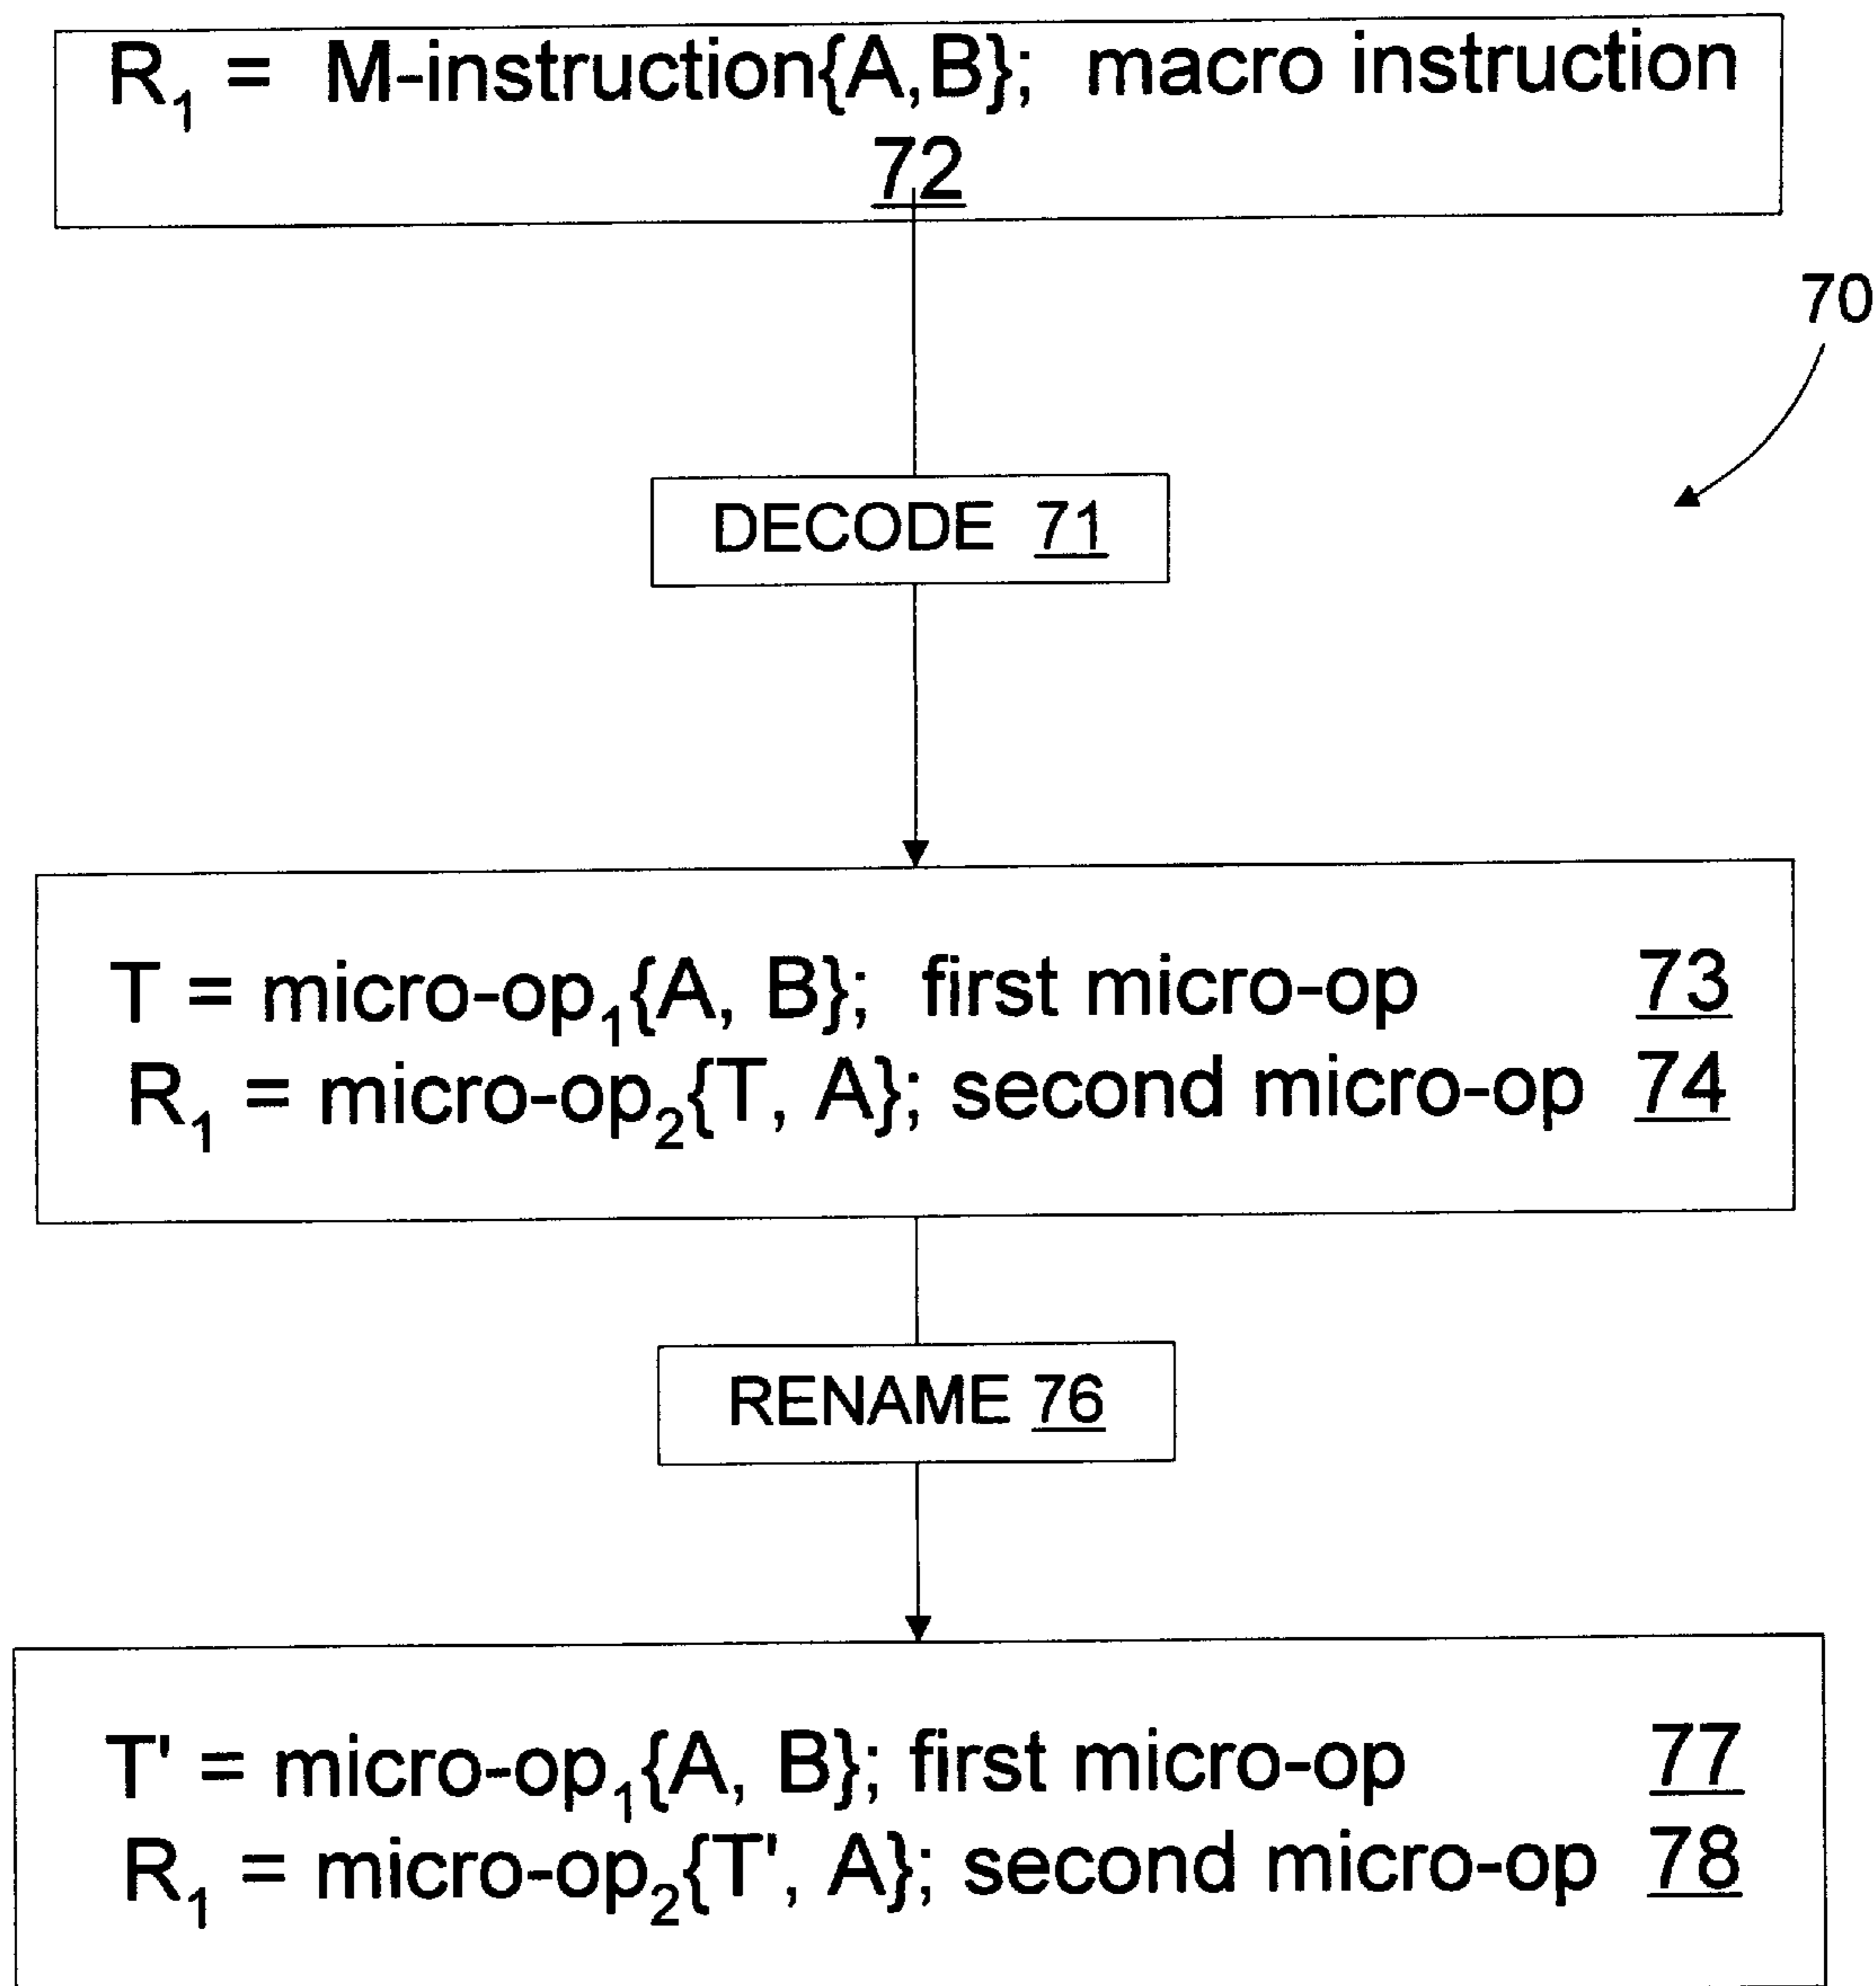 R₁ = M-instruction{A,B}; macro instruction
72
70
DECODE 71
T = micro-op₁{A, B}; first micro-op 73
R₁ = micro-op₂{T, A}; second micro-op 74
RENAME 76
T' = micro-op₁{A, B}; first micro-op 77
R₁ = micro-op₂{T', A}; second micro-op 78